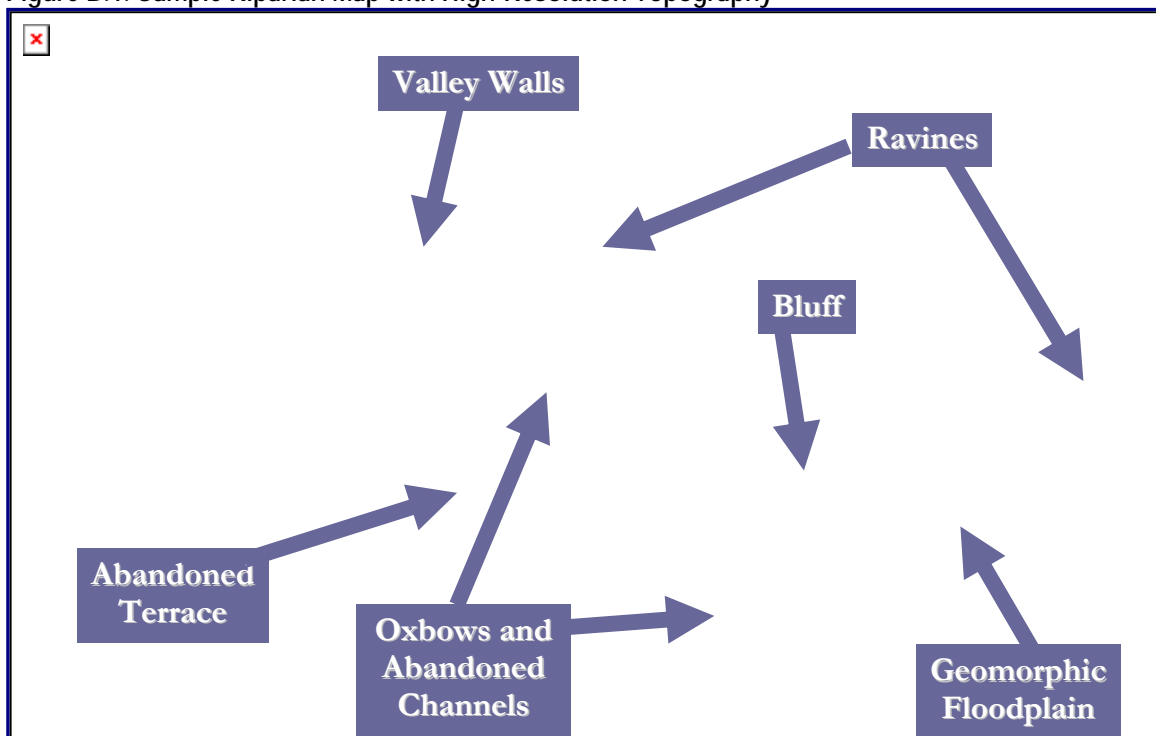 Valley Walls
Ravines
Bluff
Abandoned
Terrace
Oxbows and
Abandoned
Channels
Geomorphic
Floodplain